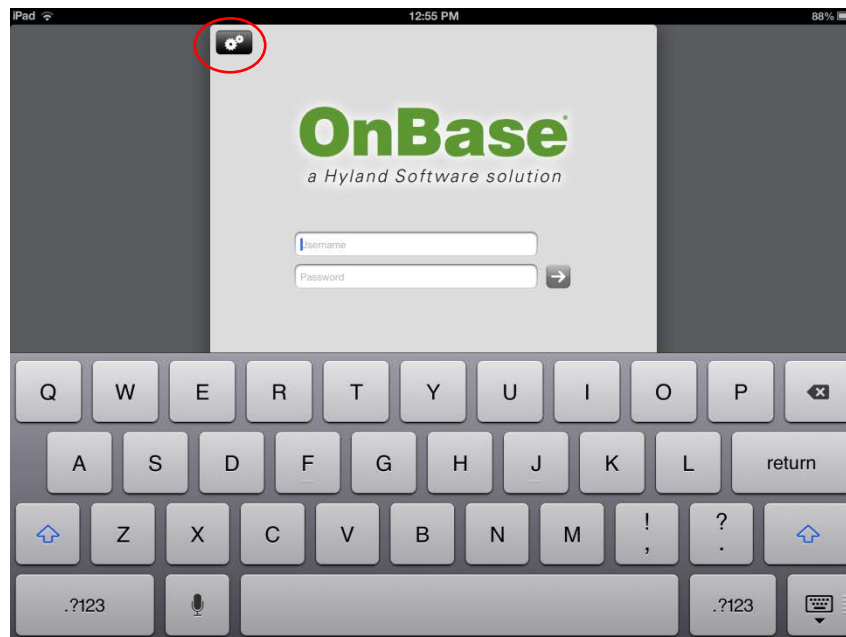 iPad 12:55 PM 88%
OnBase
a Hyland Software solution
Username
Password
Q W E R T Y U I O P
A S D F G H J K L return
Z X C V B N M ! , ? .
.?123 .?123